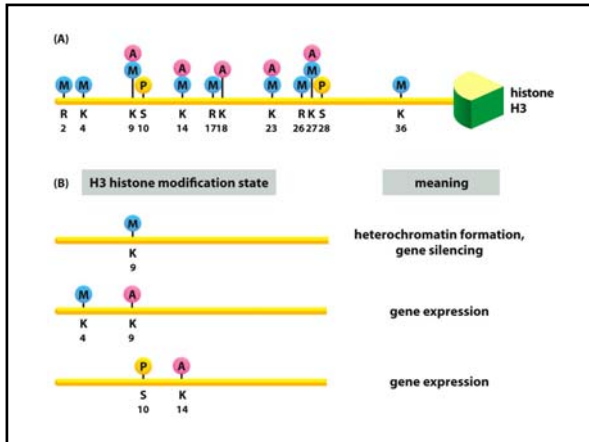 (A)
A A
M A A A M
M M M P M M M M P M
R K K S K R K K R K S K
2 4 9 10 14 17 18 23 26 27 28 36
histone
H3
(B)
H3 histone modification state meaning
M
K
9
heterochromatin formation,
gene silencing
M A
K K
4 9
gene expression
P A
S K
10 14
gene expression